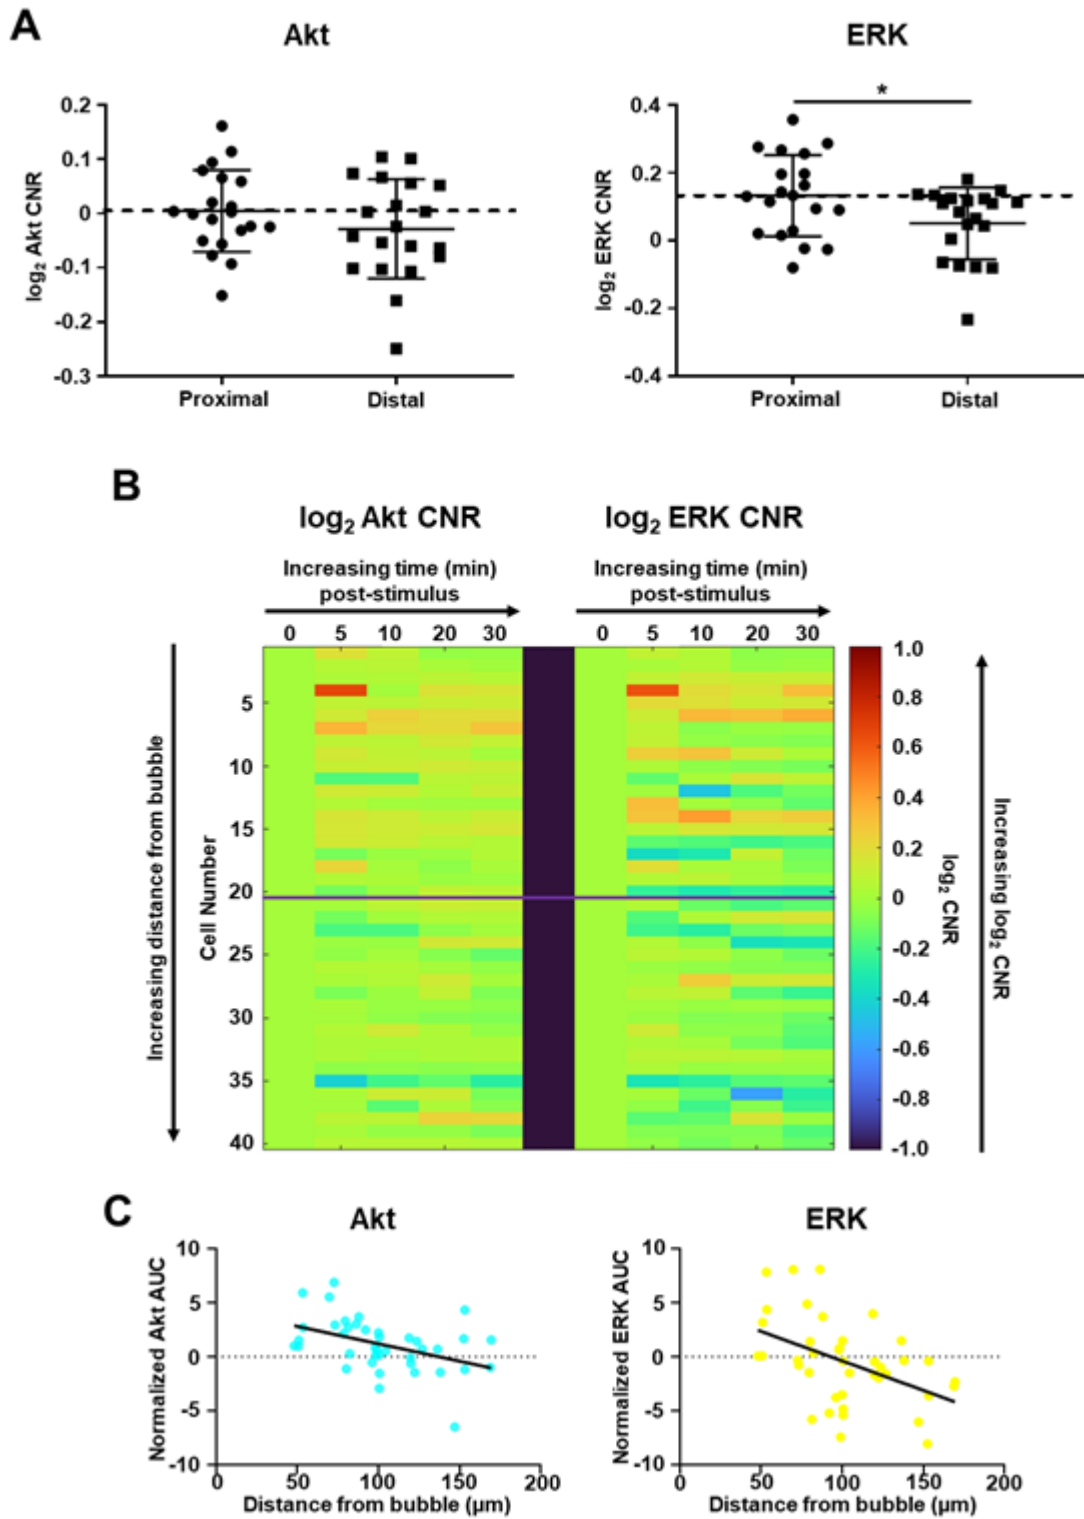 A
Akt
ERK
*
log₂ Akt CNR
0.2
0.1
0
-0.1
-0.2
-0.3
Proximal
Distal
log₂ ERK CNR
0.4
0.2
0
-0.2
-0.4
Proximal
Distal
B
log₂ Akt CNR
log₂ ERK CNR
Increasing time (min)
post-stimulus
Increasing time (min)
post-stimulus
0 5 10 20 30
0 5 10 20 30
Increasing distance from bubble
Cell Number
5
10
15
20
25
30
35
40
1.0
0.8
0.6
0.4
0.2
0
-0.2
-0.4
-0.6
-0.8
-1.0
log₂ CNR
Increasing log₂ CNR
C
Akt
ERK
Normalized Akt AUC
10
5
0
-5
-10
0 50 100 150 200
Distance from bubble (µm)
Normalized ERK AUC
10
5
0
-5
-10
0 50 100 150 200
Distance from bubble (µm)